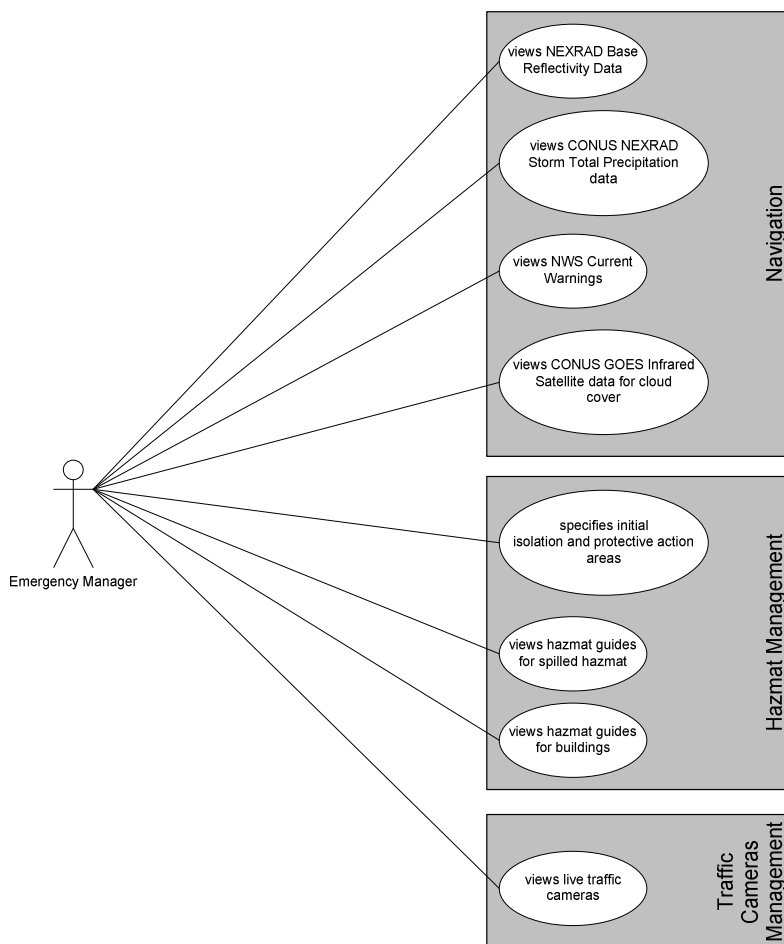 views NEXRAD Base
Reflectivity Data
views CONUS NEXRAD
Storm Total Precipitation
data
views NWS Current
Warnings
views CONUS GOES Infrared
Satellite data for cloud
cover
Navigation
Emergency Manager
specifies initial
isolation and protective action
areas
views hazmat guides
for spilled hazmat
views hazmat guides
for buildings
Hazmat Management
views live traffic
cameras
Traffic
Cameras
Management